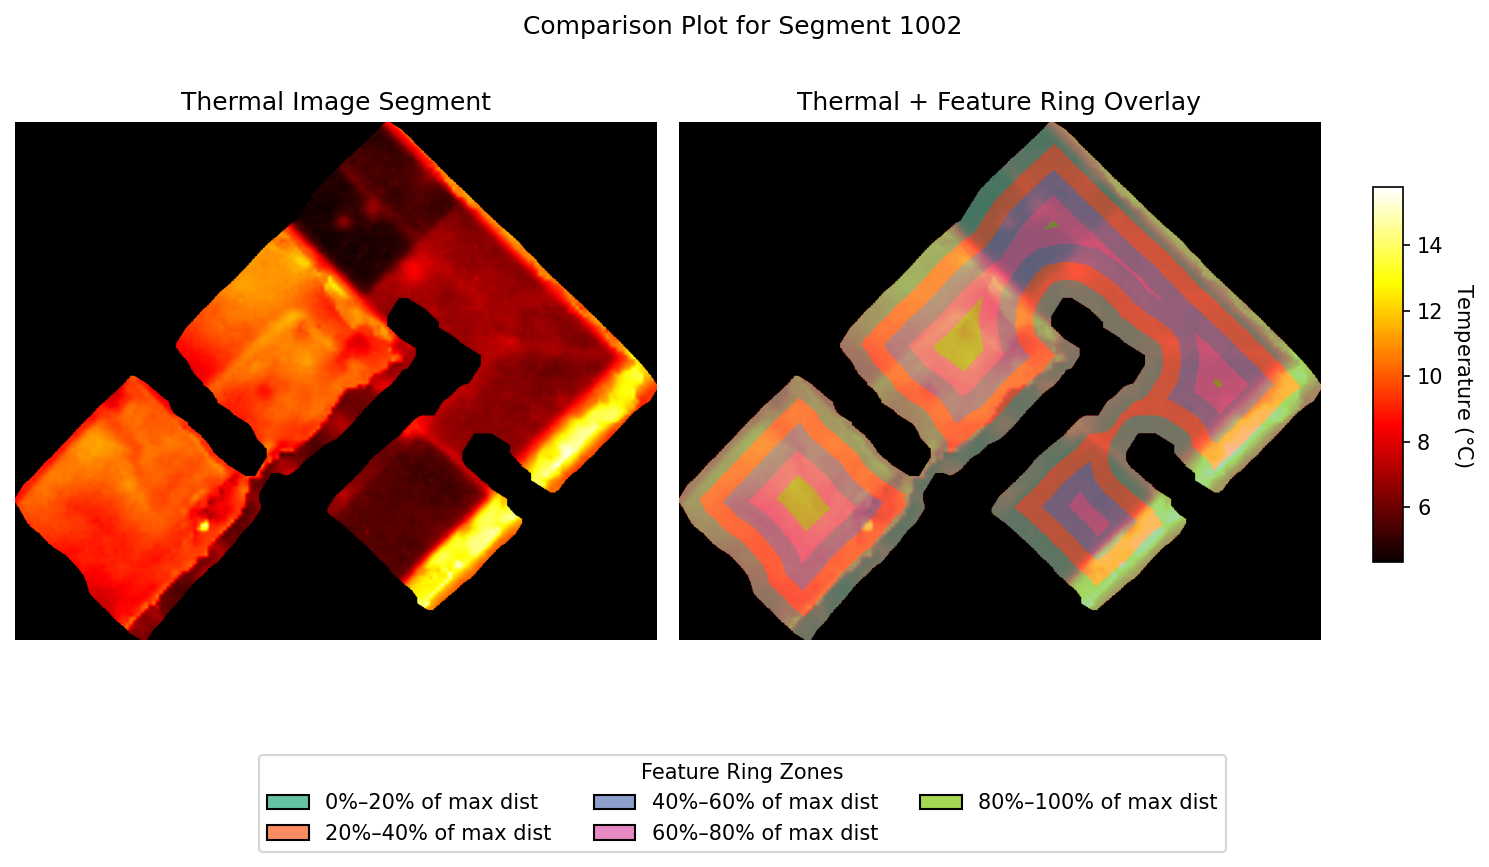 Comparison Plot for Segment 1002
Thermal Image Segment
Thermal + Feature Ring Overlay
14
12
10
8
6
Temperature (°C)
Feature Ring Zones
0%–20% of max dist
20%–40% of max dist
40%–60% of max dist
60%–80% of max dist
80%–100% of max dist